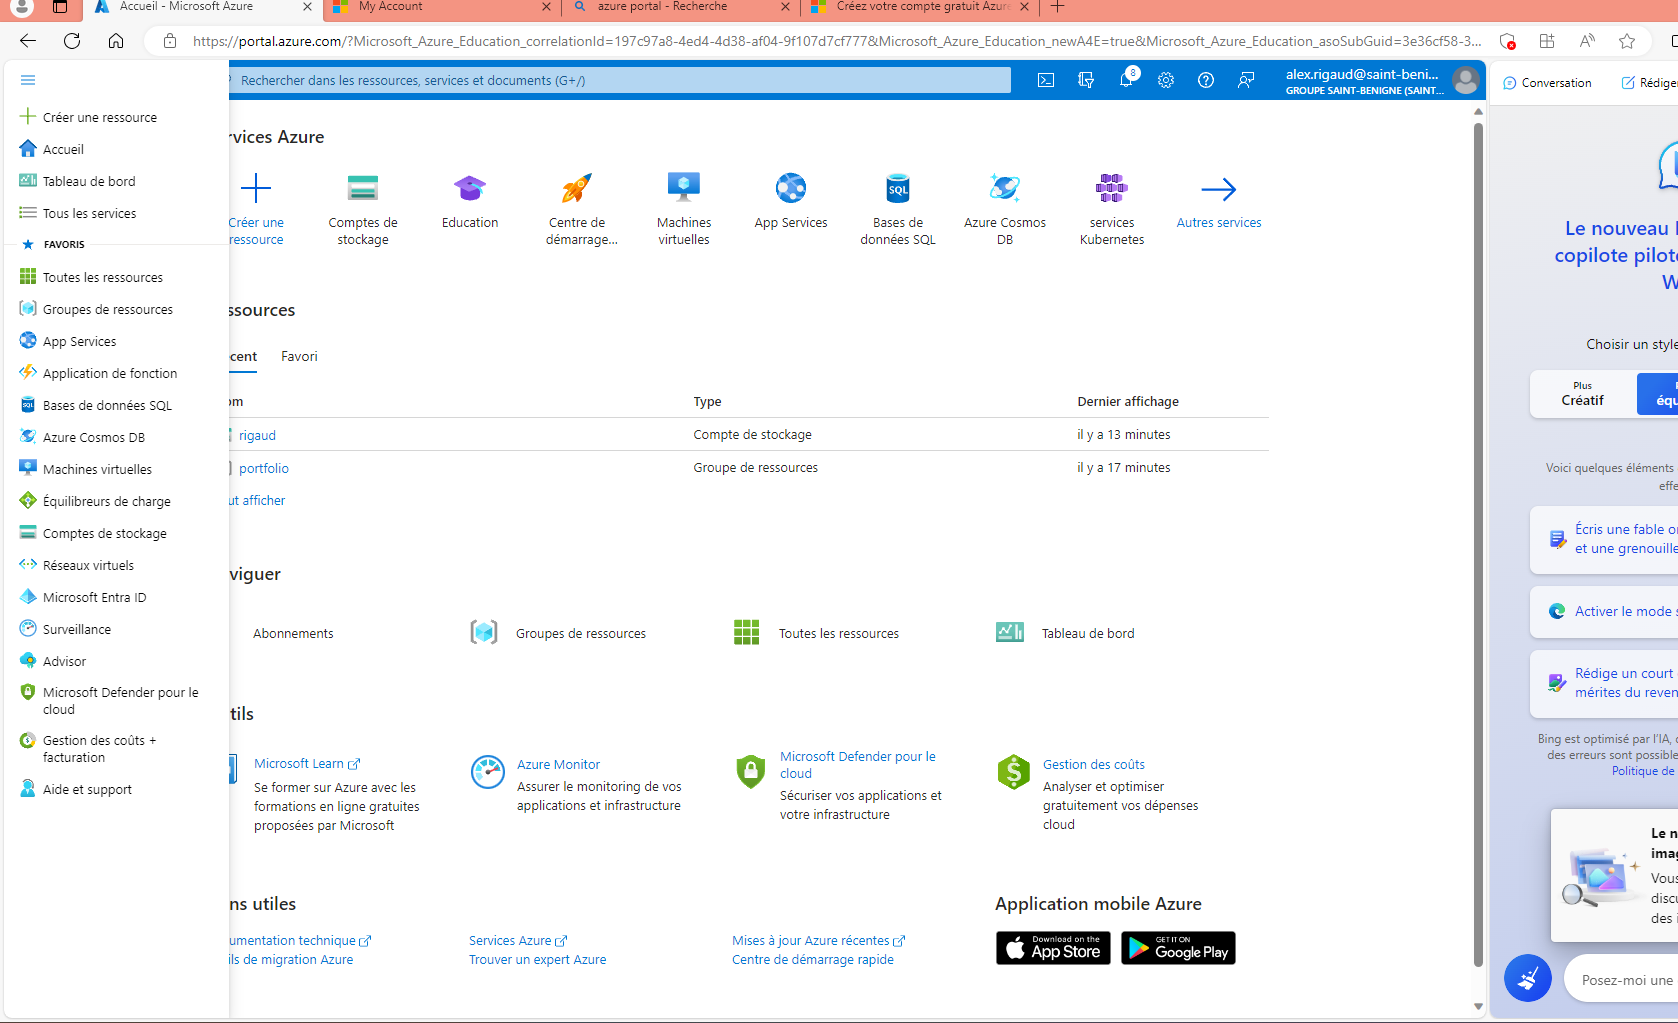 Accueil - Microsoft Azure
My Account
azure portal - Recherche
Créez votre compte gratuit Azure
https://portal.azure.com/?Microsoft_Azure_Education_correlationId=197c97a8-4ed4-4d38-af04-9f107d7cf777&Microsoft_Azure_Education_newA4E=true&Microsoft_Azure_Education_asoSubGuid=3e36cf58-3...
Rechercher dans les ressources, services et documents (G+/)
8
alex.rigaud@saint-beni...
GROUPE SAINT-BENIGNE (SAINT...
Créer une ressource
Accueil
Tableau de bord
Tous les services
FAVORIS
Toutes les ressources
Groupes de ressources
App Services
Application de fonction
Bases de données SQL
Azure Cosmos DB
Machines virtuelles
Équilibreurs de charge
Comptes de stockage
Réseaux virtuels
Microsoft Entra ID
Surveillance
Advisor
Microsoft Defender pour le
cloud
Gestion des coûts +
facturation
Aide et support
rvices Azure
Créer une
ressource
Comptes de
stockage
Education
Centre de
démarrage...
Machines
virtuelles
App Services
SQL
Bases de
données SQL
Azure Cosmos
DB
services
Kubernetes
Autres services
ssources
cent
Favori
om
Type
Dernier affichage
rigaud
Compte de stockage
il y a 13 minutes
portfolio
Groupe de ressources
il y a 17 minutes
ut afficher
viguer
Abonnements
Groupes de ressources
Toutes les ressources
Tableau de bord
tils
Microsoft Learn
Se former sur Azure avec les
formations en ligne gratuites
proposées par Microsoft
Azure Monitor
Assurer le monitoring de vos
applications et infrastructure
Microsoft Defender pour le
cloud
Sécuriser vos applications et
votre infrastructure
Gestion des coûts
Analyser et optimiser
gratuitement vos dépenses
cloud
ns utiles
umentation technique
ils de migration Azure
Services Azure
Trouver un expert Azure
Mises à jour Azure récentes
Centre de démarrage rapide
Application mobile Azure
Download on the
App Store
GET IT ON
Google Play
Conversation
Rédiger
Le nouveau
copilote pilot
W
Choisir un style
Plus
Créatif
équ
Voici quelques éléments
effe
Écris une fable o
et une grenouille
Activer le mode s
Rédige un court
mérites du reven
Bing est optimisé par l'IA,
des erreurs sont possible
Politique de
Le n
imag
Vous
discu
des i
Posez-moi une